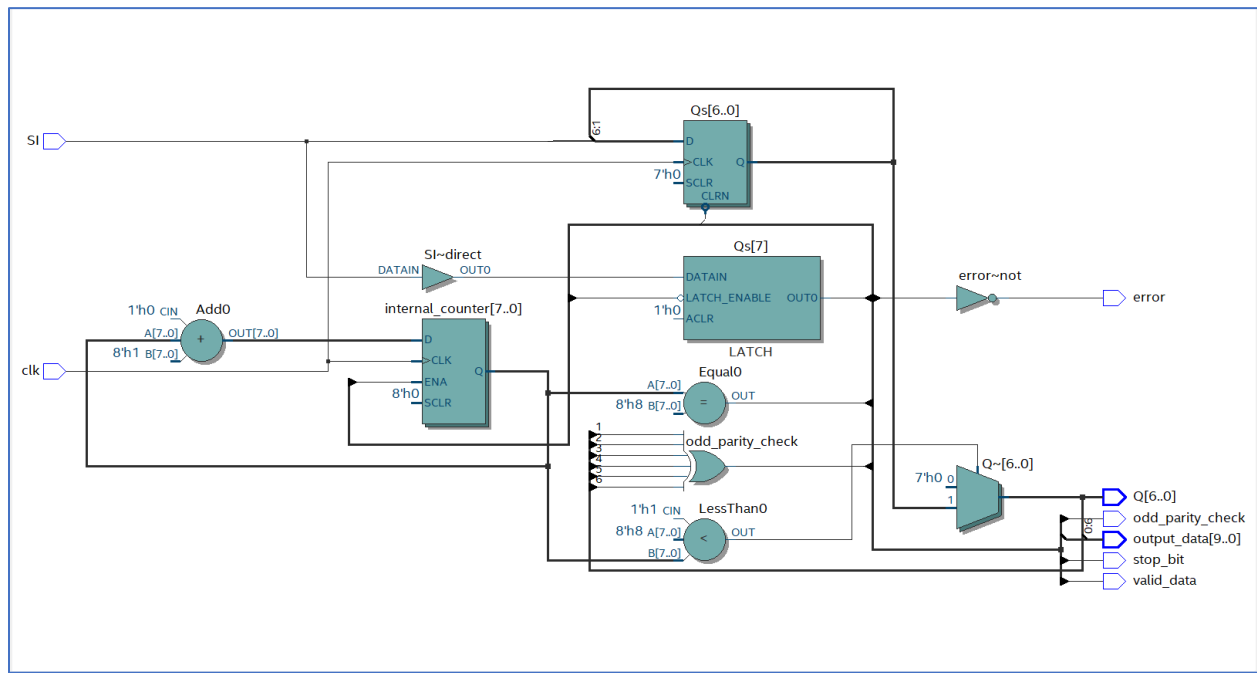 Qs[6..0]
SI
6:1
D
>CLK
Q
7'h0
SCLR
CLRN
Qs[7]
SI~direct
DATAIN
OUT0
DATAIN
LATCH_ENABLE
OUT0
1'h0
ACLR
LATCH
error~not
error
internal_counter[7..0]
Add0
1'h0 CIN
A[7..0]
+
OUT[7..0]
8'h1 B[7..0]
D
>CLK
Q
ENA
8'h0
SCLR
clk
Equal0
A[7..0]
=
OUT
8'h8 B[7..0]
odd_parity_check
1
2
3
4
5
6
LessThan0
1'h1 CIN
8'h8 A[7..0]
<
OUT
B[7..0]
Q~[6..0]
7'h0 0
1
0:6
Q[6..0]
odd_parity_check
output_data[9..0]
stop_bit
valid_data